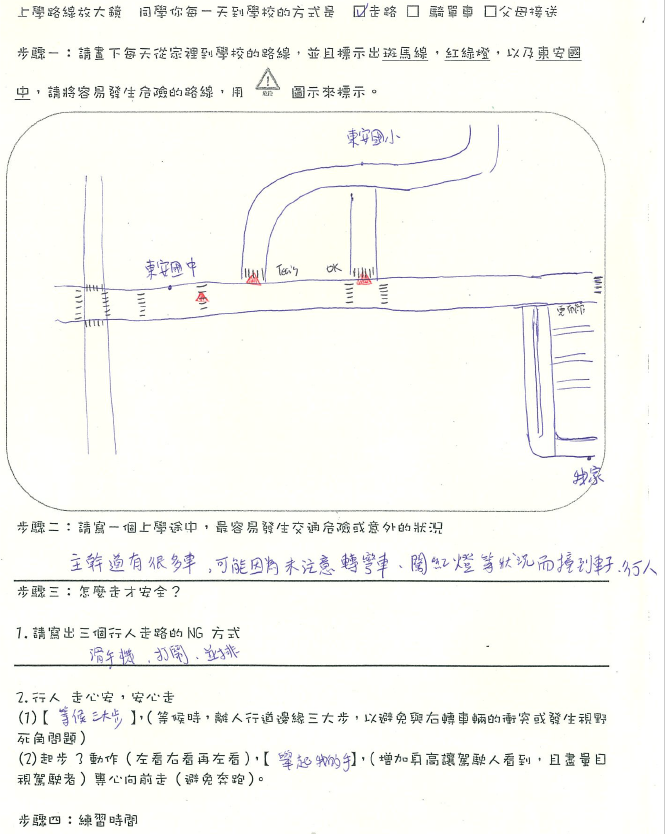 上學路線放大鏡 同學你每一天到學校的方式是 ☑走路 □ 騎單車 □父母接送
步驟一：請畫下每天從家裡到學校的路線，並且標示出斑馬線，紅綠燈，以及東安國
中，請將容易發生危險的路線，用 圖示來標示。
東安國小
東安國中
OK
我家
步驟二：請寫一個上學途中，最容易發生交通危險或意外的狀況
主幹道有很多車，可能因為未注意轉彎車、闖紅燈等狀況而撞到車子、行人
步驟三：怎麼走才安全？
1.請寫出三個行人走路的NG 方式
滑手機、打鬧、並排
2.行人 走心安，安心走
(1)【 等候三大步 】，(等候時，離人行道邊緣三大步，以避免與右轉車輛的衝突或發生視野
死角問題)
(2)起步 3 動作 (左看右看再左看)，【 舉起我的手】，(增加身高讓駕駛人看到，且盡量目
視駕駛者) 專心向前走 (避免奔跑)。
步驟四：練習時間